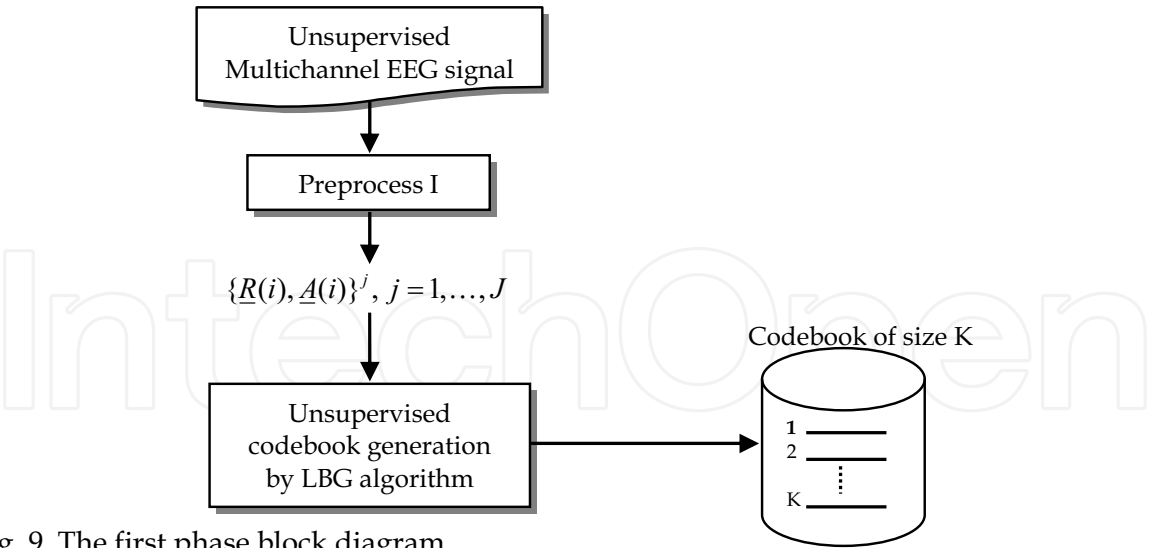 Unsupervised
Multichannel EEG signal
Preprocess I
{R(i), A(i)}^j, j = 1,…,J
Codebook of size K
Unsupervised
codebook generation
by LBG algorithm
1
2
K
IntechOpen
g. 9. The first phase block diagram